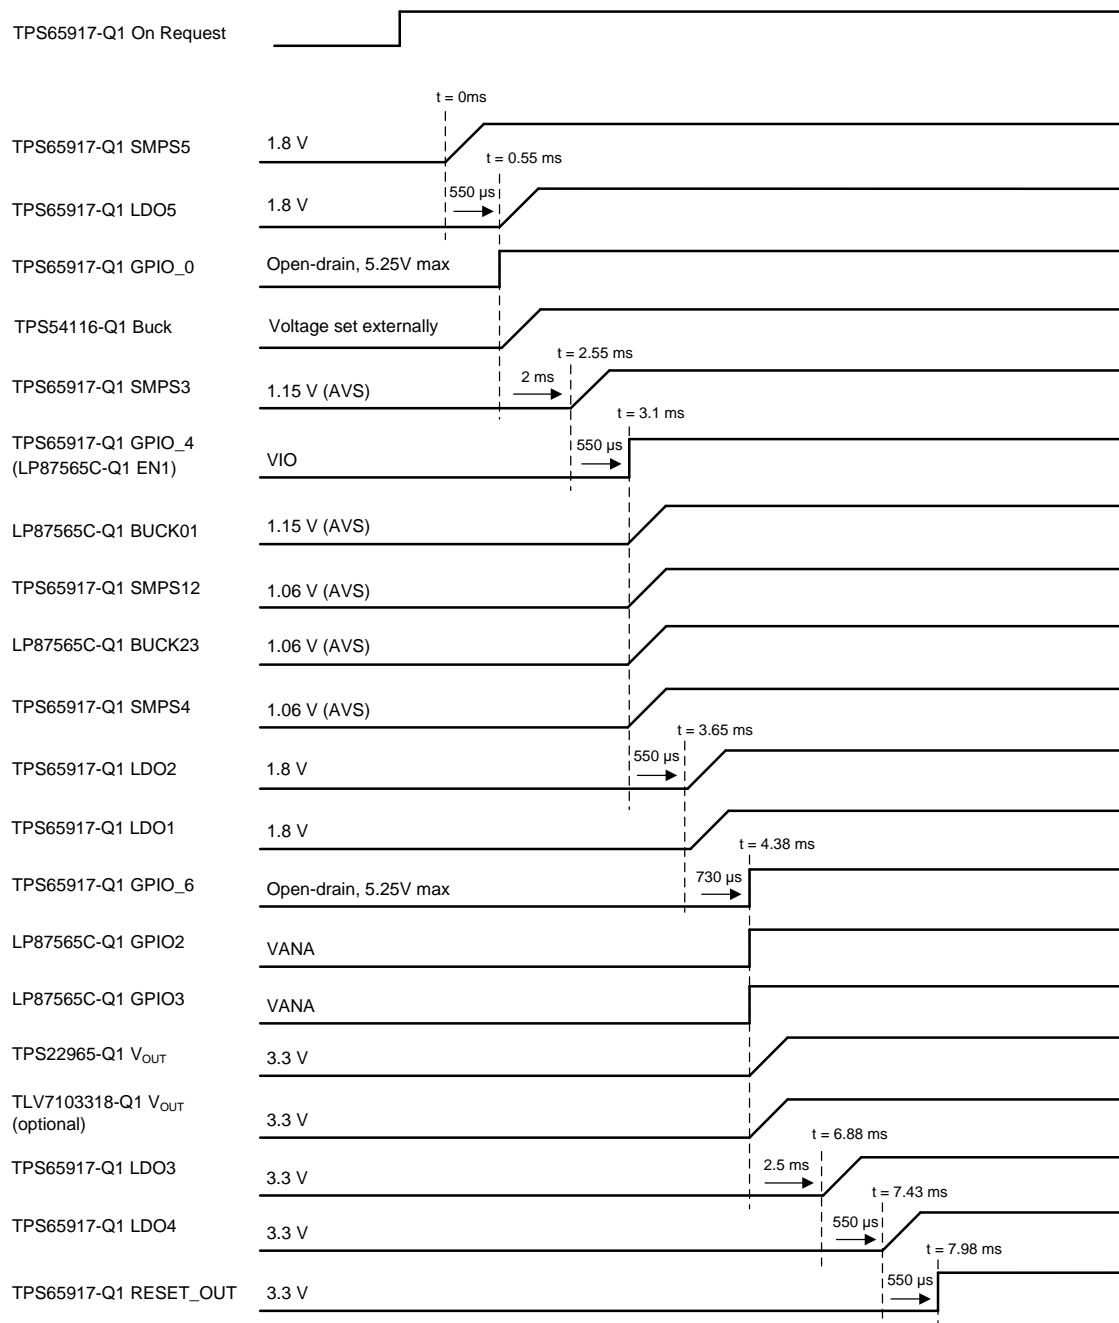 TPS65917-Q1 On Request
t = 0ms
TPS65917-Q1 SMPS5
1.8 V
t = 0.55 ms
550 µs
TPS65917-Q1 LDO5
1.8 V
TPS65917-Q1 GPIO_0
Open-drain, 5.25V max
TPS54116-Q1 Buck
Voltage set externally
t = 2.55 ms
2 ms
TPS65917-Q1 SMPS3
1.15 V (AVS)
t = 3.1 ms
TPS65917-Q1 GPIO_4
(LP87565C-Q1 EN1)
VIO
550 µs
LP87565C-Q1 BUCK01
1.15 V (AVS)
TPS65917-Q1 SMPS12
1.06 V (AVS)
LP87565C-Q1 BUCK23
1.06 V (AVS)
TPS65917-Q1 SMPS4
1.06 V (AVS)
t = 3.65 ms
550 µs
TPS65917-Q1 LDO2
1.8 V
TPS65917-Q1 LDO1
1.8 V
t = 4.38 ms
730 µs
TPS65917-Q1 GPIO_6
Open-drain, 5.25V max
LP87565C-Q1 GPIO2
VANA
LP87565C-Q1 GPIO3
VANA
TPS22965-Q1 VOUT
3.3 V
TLV7103318-Q1 VOUT
(optional)
3.3 V
t = 6.88 ms
2.5 ms
TPS65917-Q1 LDO3
3.3 V
t = 7.43 ms
550 µs
TPS65917-Q1 LDO4
3.3 V
t = 7.98 ms
550 µs
TPS65917-Q1 RESET_OUT
3.3 V